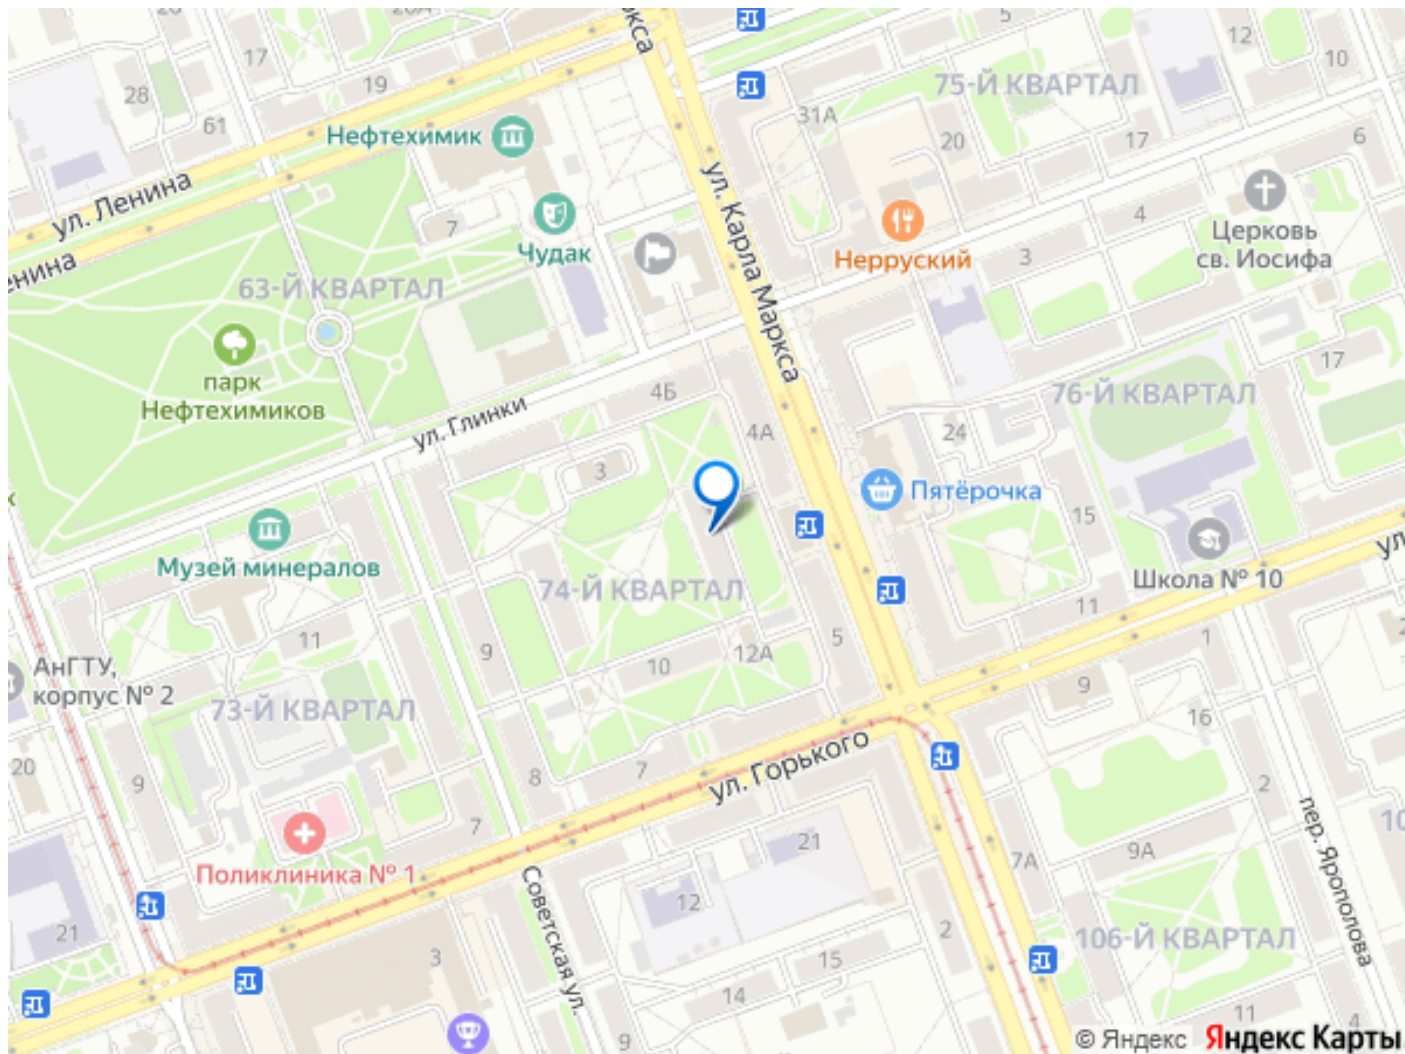 5
12
10
17
19
28
61
ул. Ленина
Нефтехимик
31А
75-Й КВАРТАЛ
20
17
6
7
Чудак
ул. Карла Маркса
Нерруский
3
4
Церковь
св. Иосифа
63-Й КВАРТАЛ
парк
Нефтехимиков
ул. Глинки
4Б
4А
3
76-Й КВАРТАЛ
17
24
Пятёрочка
15
Школа № 10
Музей минералов
74-Й КВАРТАЛ
11
11
1
9
10
12А
5
9
16
АнГТУ,
корпус № 2
73-Й КВАРТАЛ
20
9
8
7
7
ул. Горького
2
Поликлиника № 1
21
7А
9А
пер. Ярополова
Советская ул.
12
21
3
2
106-Й КВАРТАЛ
15
14
9
11
4
© Яндекс Яндекс Карты